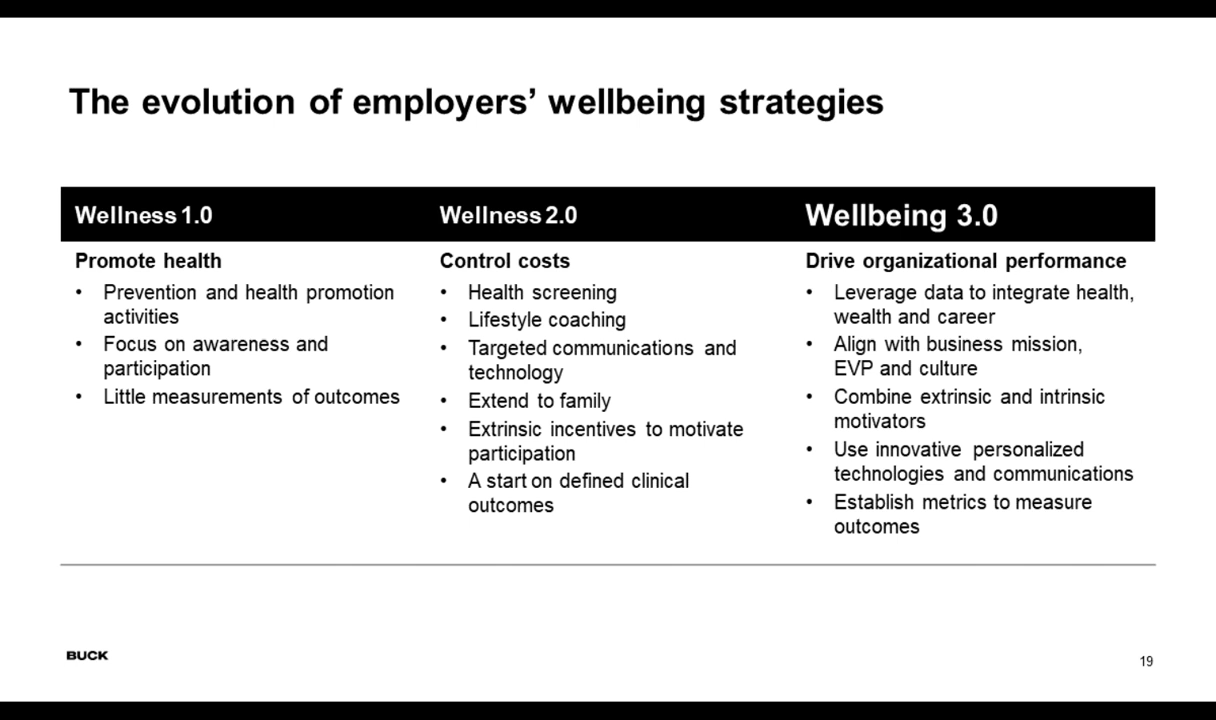 The evolution of employers’ wellbeing strategies
Wellness 1.0
Promote health
• Prevention and health promotion
activities
• Focus on awareness and
participation
• Little measurements of outcomes
Wellness 2.0
Control costs
• Health screening
• Lifestyle coaching
• Targeted communications and
technology
• Extend to family
• Extrinsic incentives to motivate
participation
• A start on defined clinical
outcomes
Wellbeing 3.0
Drive organizational performance
• Leverage data to integrate health,
wealth and career
• Align with business mission,
EVP and culture
• Combine extrinsic and intrinsic
motivators
• Use innovative personalized
technologies and communications
• Establish metrics to measure
outcomes
BUCK
19